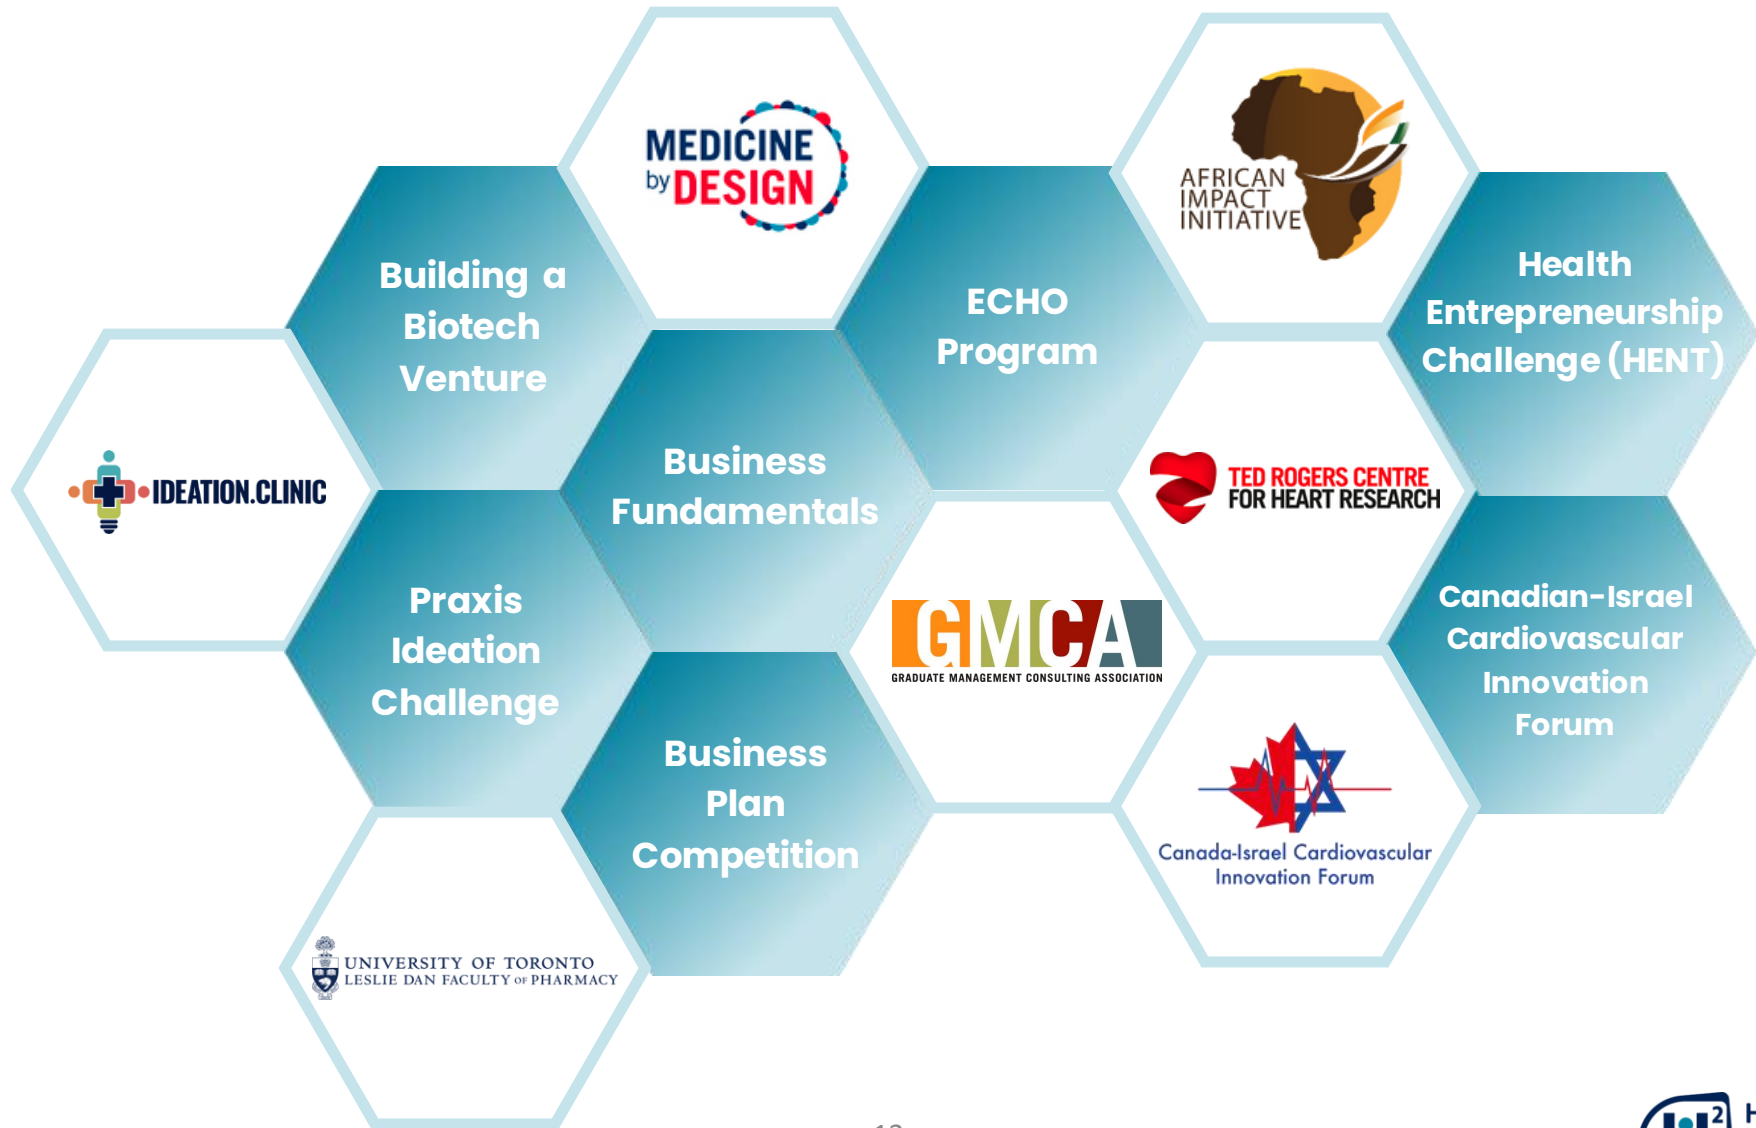 MEDICINE
by DESIGN
AFRICAN
IMPACT
INITIATIVE
Building a
Biotech
Venture
ECHO
Program
Health
Entrepreneurship
Challenge (HENT)
IDEATION.CLINIC
Business
Fundamentals
TED ROGERS CENTRE
FOR HEART RESEARCH
Praxis
Ideation
Challenge
GMCA
GRADUATE MANAGEMENT CONSULTING ASSOCIATION
Canadian-Israel
Cardiovascular
Innovation
Forum
Business
Plan
Competition
Canada-Israel Cardiovascular
Innovation Forum
UNIVERSITY OF TORONTO
LESLIE DAN FACULTY OF PHARMACY